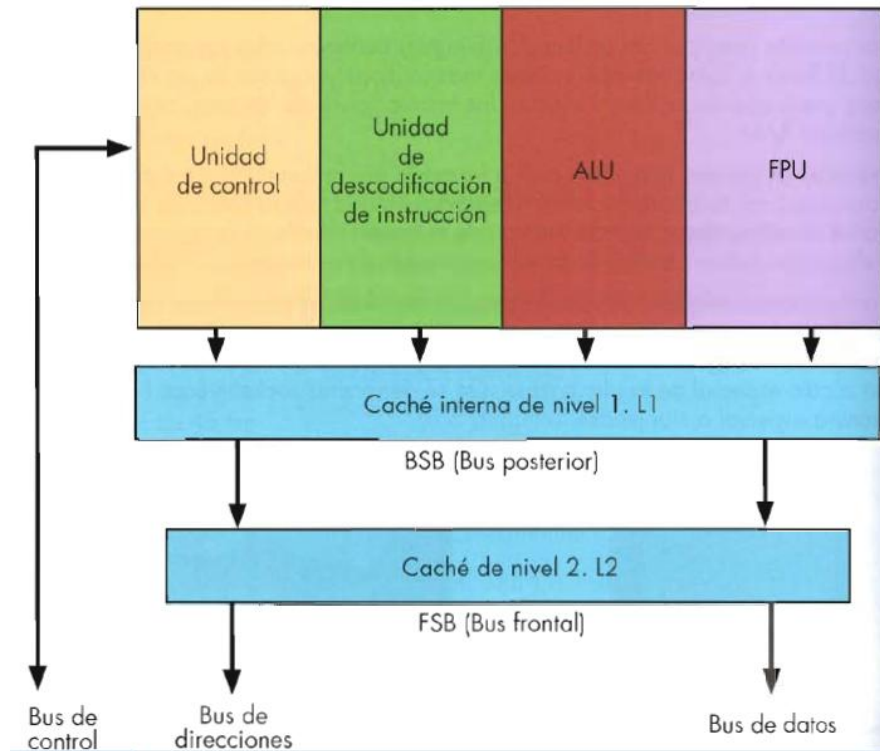 Unidad
de control
Unidad
de
descodificación
de instrucción
ALU
FPU
Caché interna de nivel 1. L1
BSB (Bus posterior)
Caché de nivel 2. L2
FSB (Bus frontal)
Bus de
control
Bus de
direcciones
Bus de datos